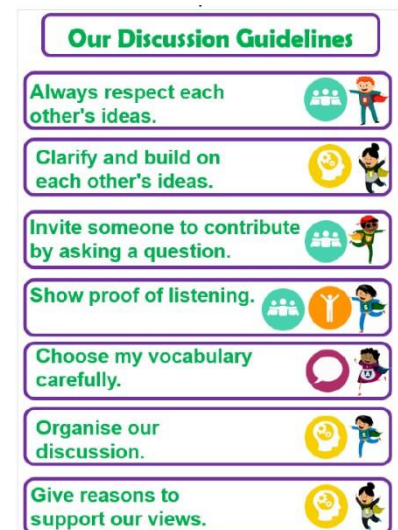 Our Discussion Guidelines
Always respect each
other's ideas.
Clarify and build on
each other's ideas.
Invite someone to contribute
by asking a question.
Show proof of listening.
Choose my vocabulary
carefully.
Organise our
discussion.
Give reasons to
support our views.